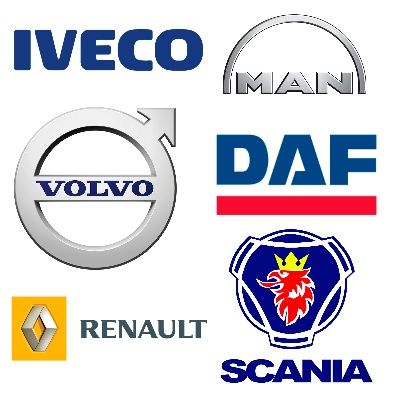 IVECO
MAN
VOLVO
DAF
RENAULT
SCANIA